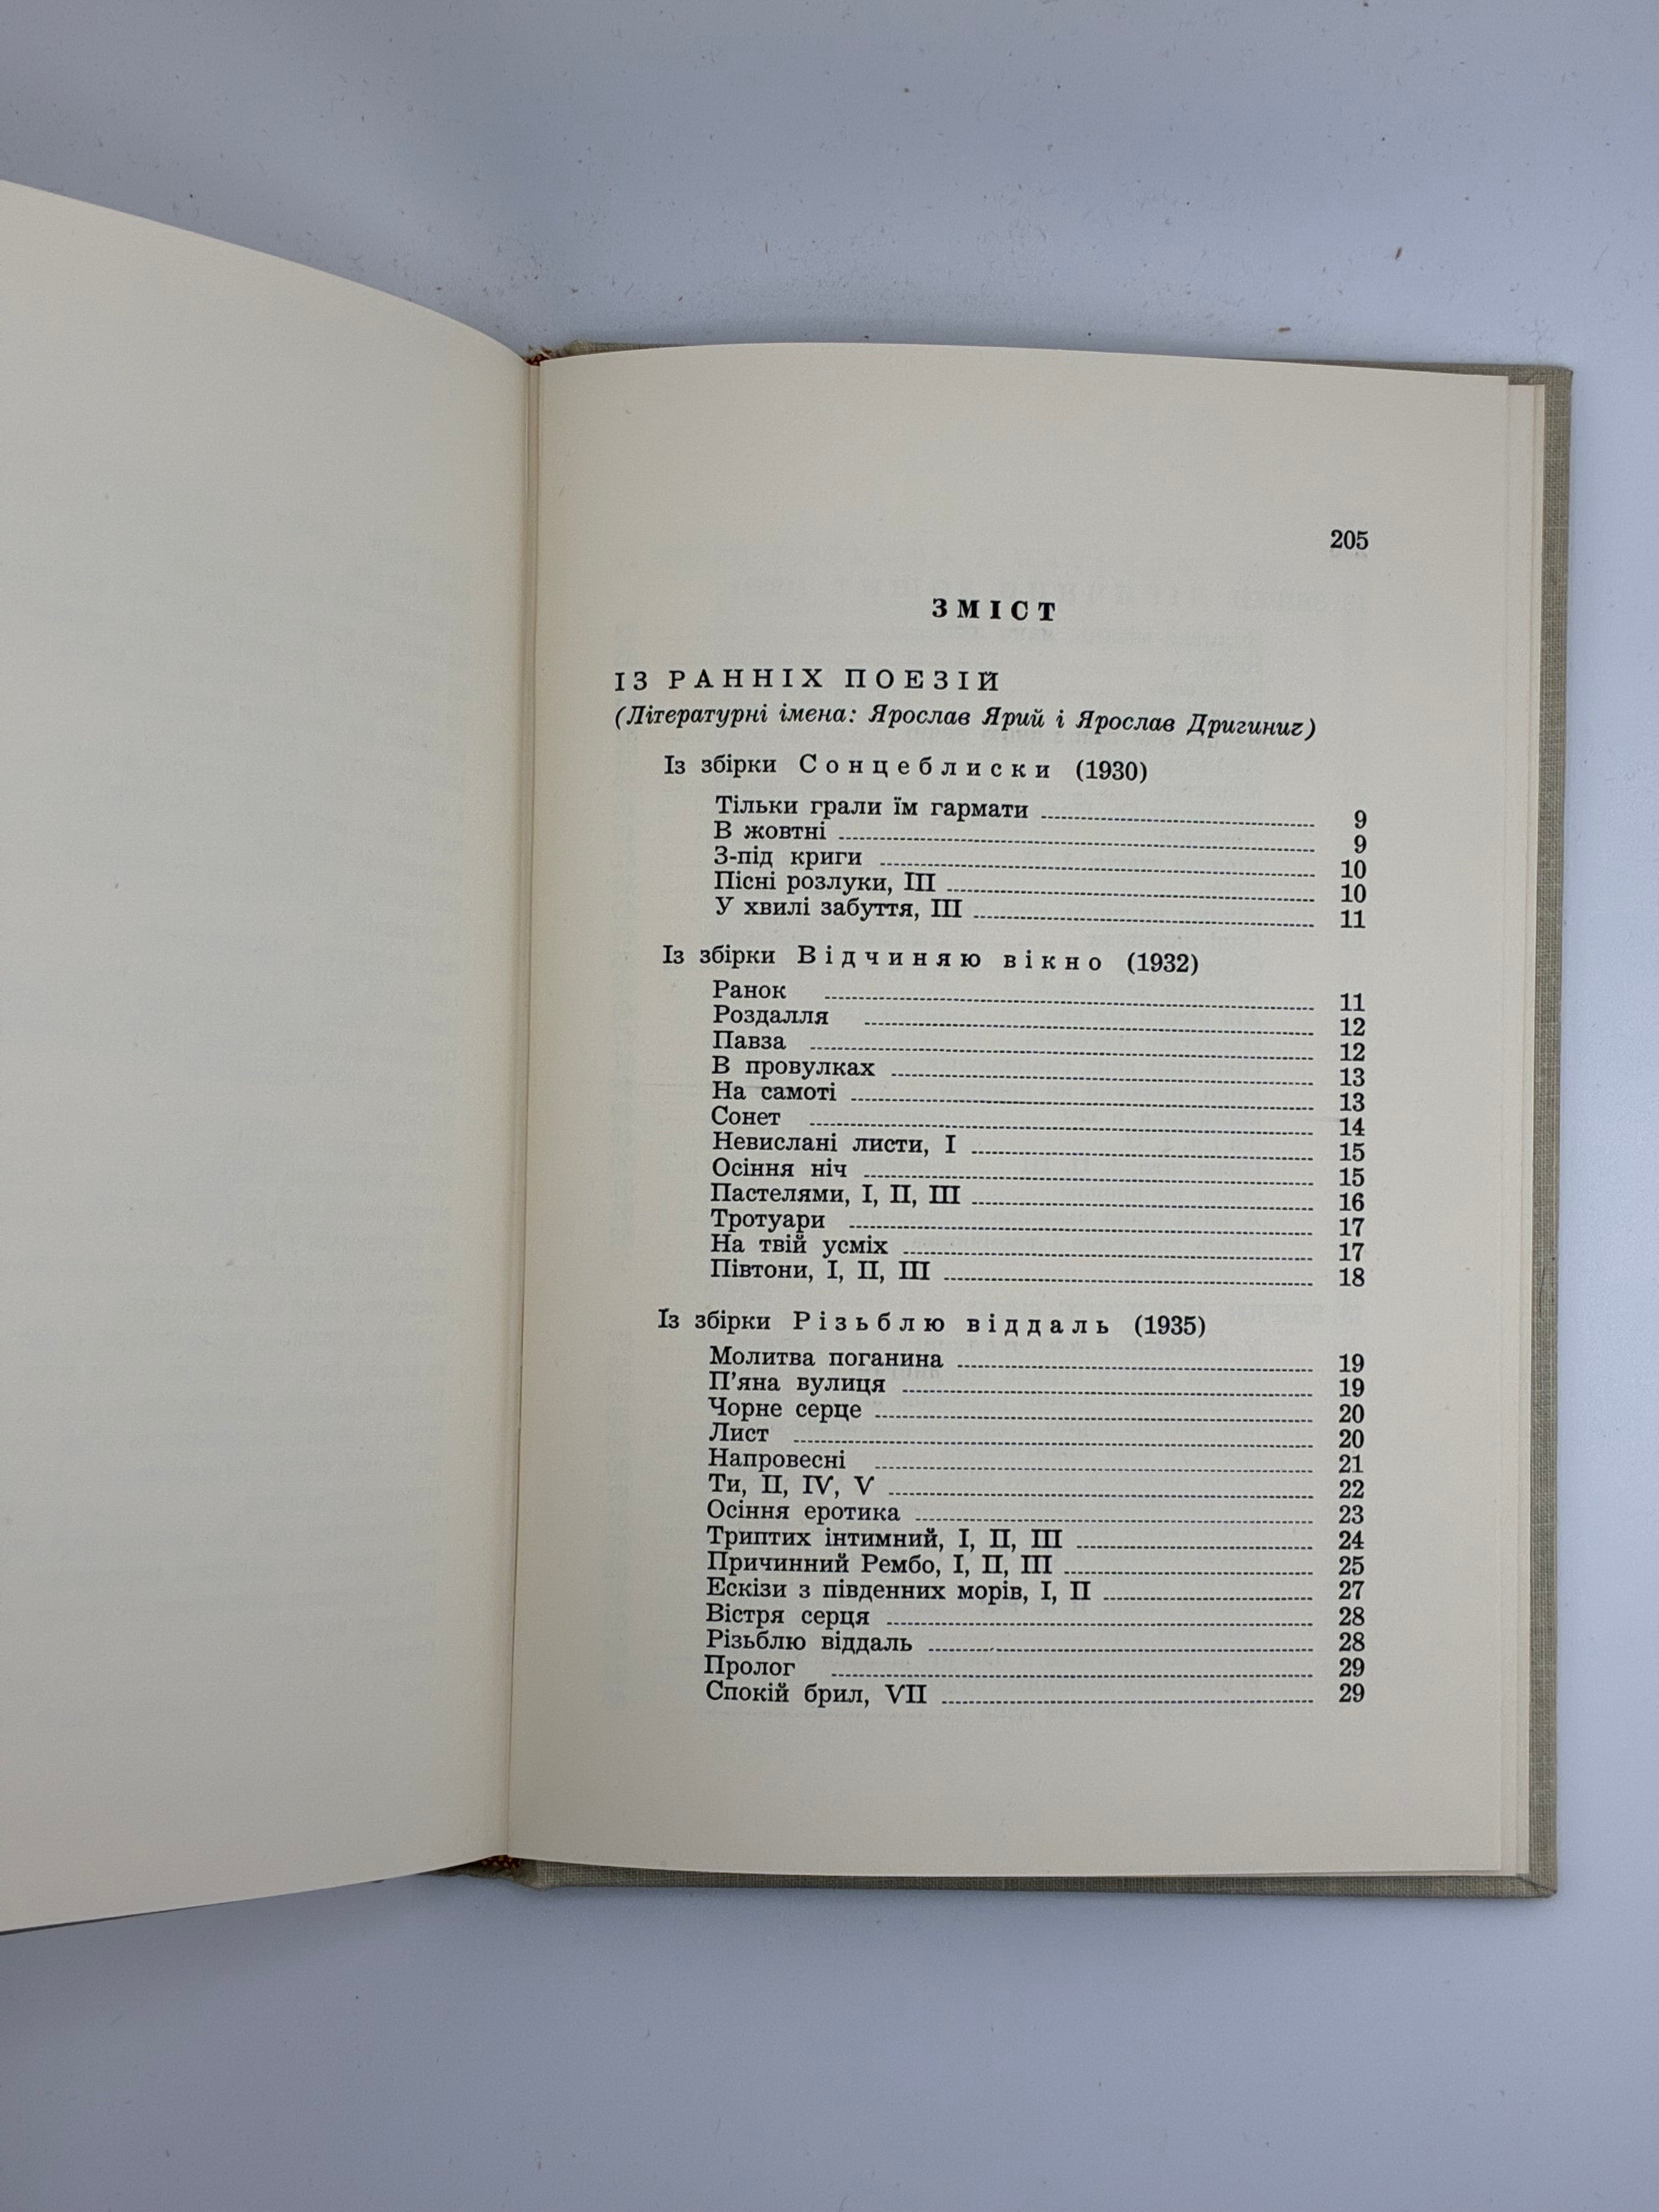 205
ЗМІСТ
ІЗ РАННІХ ПОЕЗІЙ
(Літературні імена: Ярослав Ярий і Ярослав Дригинич)
Із збірки Сонцеблиски (1930)
Тільки грали їм гармати 9
В жовтні 9
З-під криги 10
Пісні розлуки, III 10
У хвилі забуття, III 11
Із збірки Відчиняю вікно (1932)
Ранок 11
Роздалля 12
Павза 12
В провулках 13
На самоті 13
Сонет 14
Невислані листи, I 15
Осіння ніч 15
Пастелями, I, II, III 16
Тротуари 17
На твій усміх 17
Півтони, I, II, III 18
Із збірки Різьблю віддаль (1935)
Молитва поганина 19
П’яна вулиця 19
Чорне серце 20
Лист 20
Напровесні 21
Ти, II, IV, V 22
Осіння еротика 23
Триптих інтимний, I, II, III 24
Причинний Рембо, I, II, III 25
Ескізи з південних морів, I, II 27
Вістря серця 28
Різьблю віддаль 28
Пролог 29
Спокій брил, VII 29